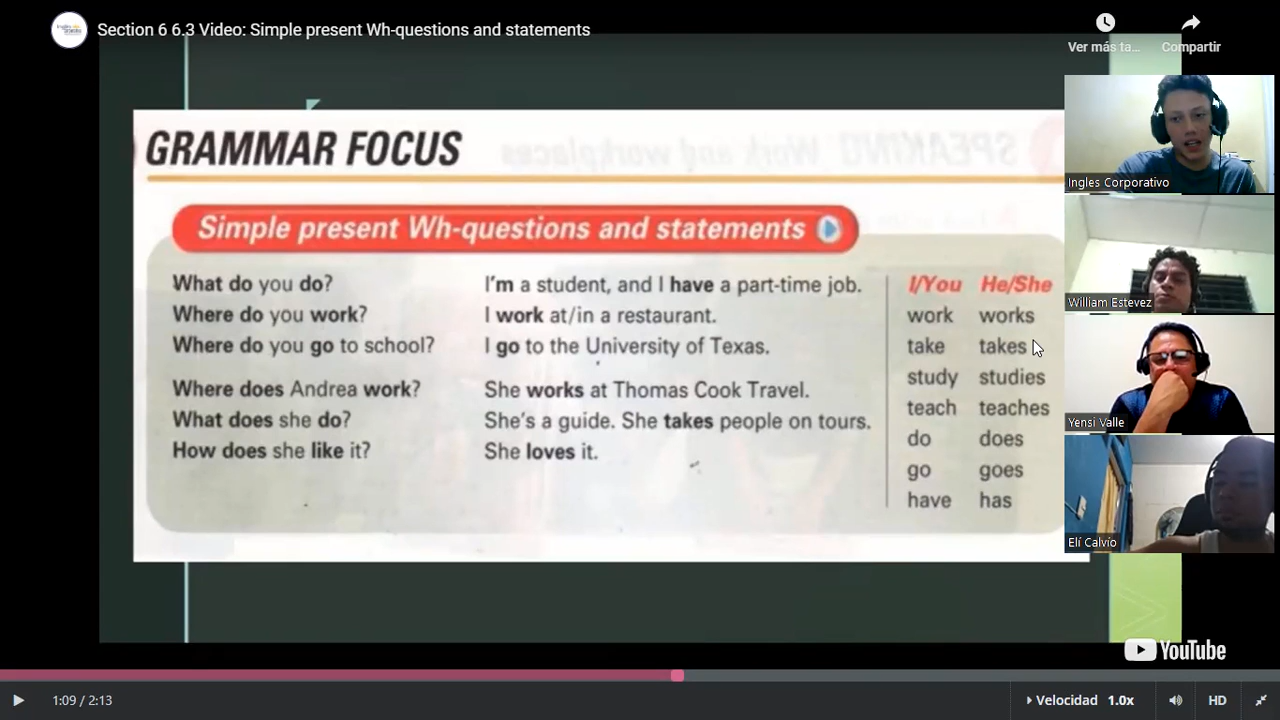 Section 6 6.3 Video: Simple present Wh-questions and statements
Ver más ta...
Compartir
GRAMMAR FOCUS
SPEAKING Work and workplaces
Simple present Wh-questions and statements
What do you do? I'm a student, and I have a part-time job.
Where do you work? I work at/in a restaurant.
Where do you go to school? I go to the University of Texas.
Where does Andrea work? She works at Thomas Cook Travel.
What does she do? She's a guide. She takes people on tours.
How does she like it? She loves it.
I/You He/She
work works
take takes
study studies
teach teaches
do does
go goes
have has
Ingles Corporativo
William Estevez
Yensi Valle
Elí Calvío
YouTube
1:09 / 2:13
Velocidad 1.0x
HD